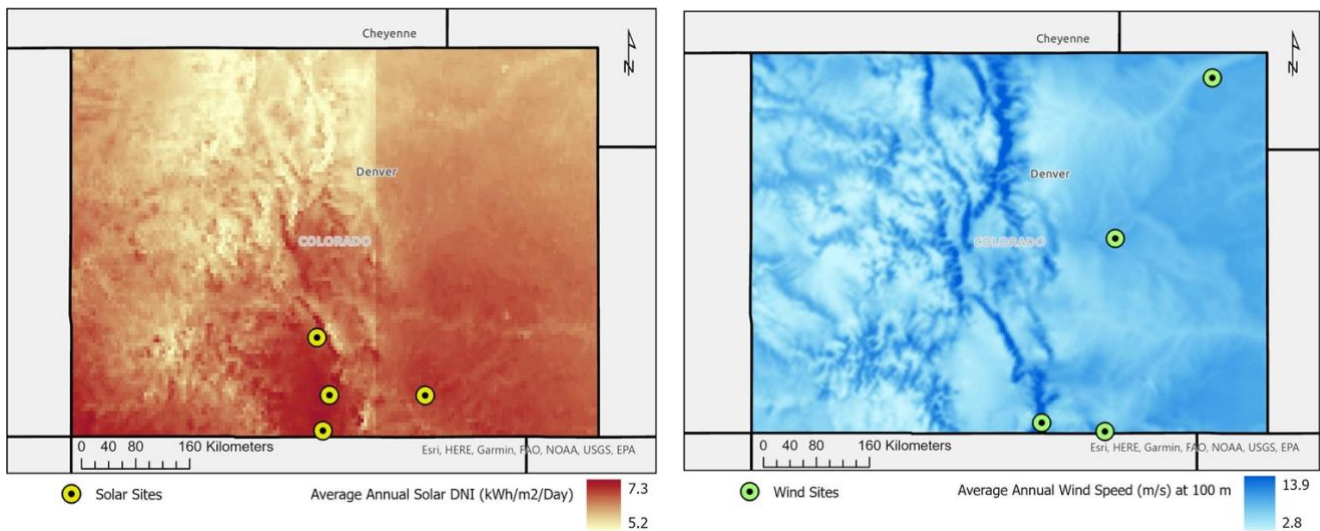 Cheyenne
N
Denver
COLORADO
0 40 80 160 Kilometers
Esri, HERE, Garmin, FAO, NOAA, USGS, EPA
Solar Sites
Average Annual Solar DNI (kWh/m2/Day)
7.3
5.2
Cheyenne
N
Denver
COLORADO
0 40 80 160 Kilometers
Esri, HERE, Garmin, FAO, NOAA, USGS, EPA
Wind Sites
Average Annual Wind Speed (m/s) at 100 m
13.9
2.8